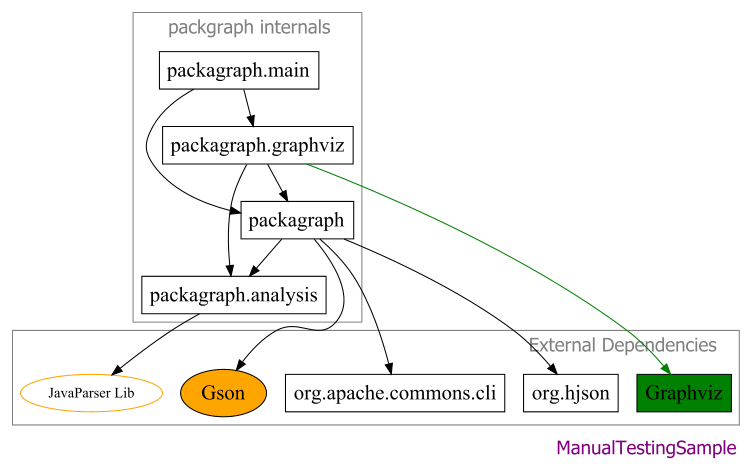 packgraph internals
packagraph.main
packagraph.graphviz
packagraph
packagraph.analysis
External Dependencies
JavaParser Lib
Gson
org.apache.commons.cli
org.hjson
Graphviz
ManualTestingSample